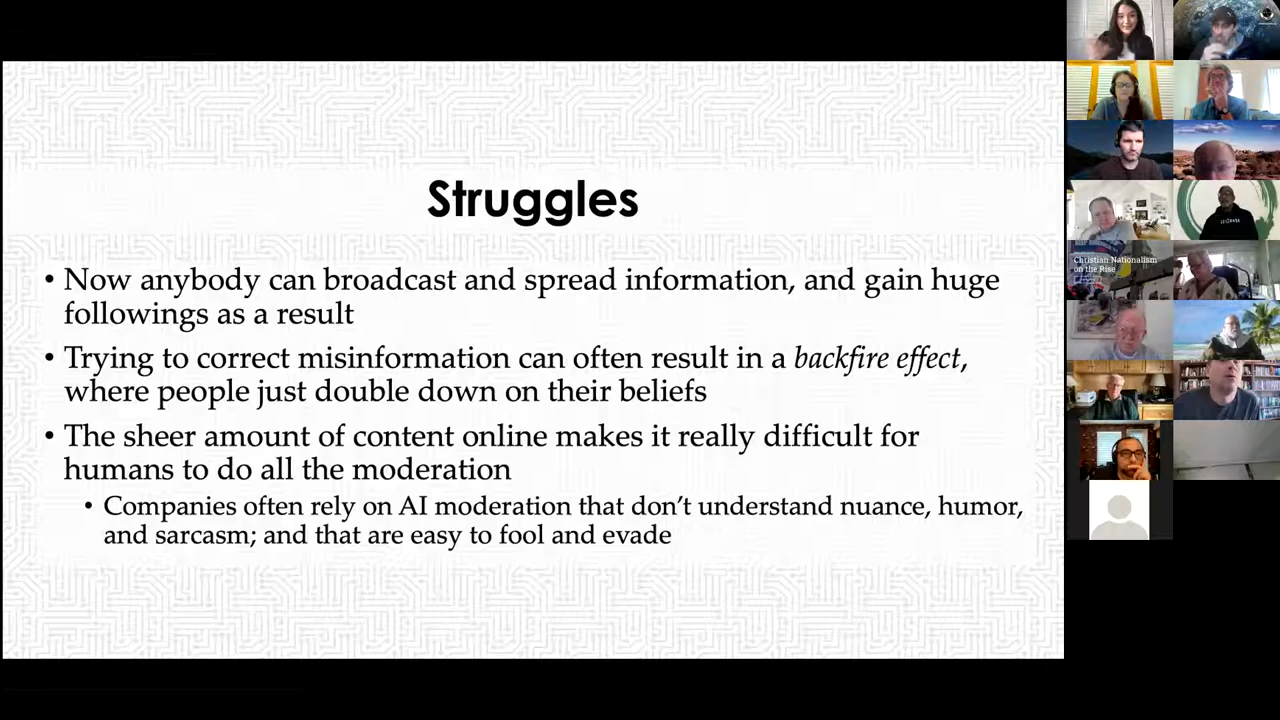 Struggles
• Now anybody can broadcast and spread information, and gain huge
followings as a result
• Trying to correct misinformation can often result in a backfire effect,
where people just double down on their beliefs
• The sheer amount of content online makes it really difficult for
humans to do all the moderation
• Companies often rely on AI moderation that don't understand nuance, humor,
and sarcasm; and that are easy to fool and evade
Christian Nationalism
on the Rise